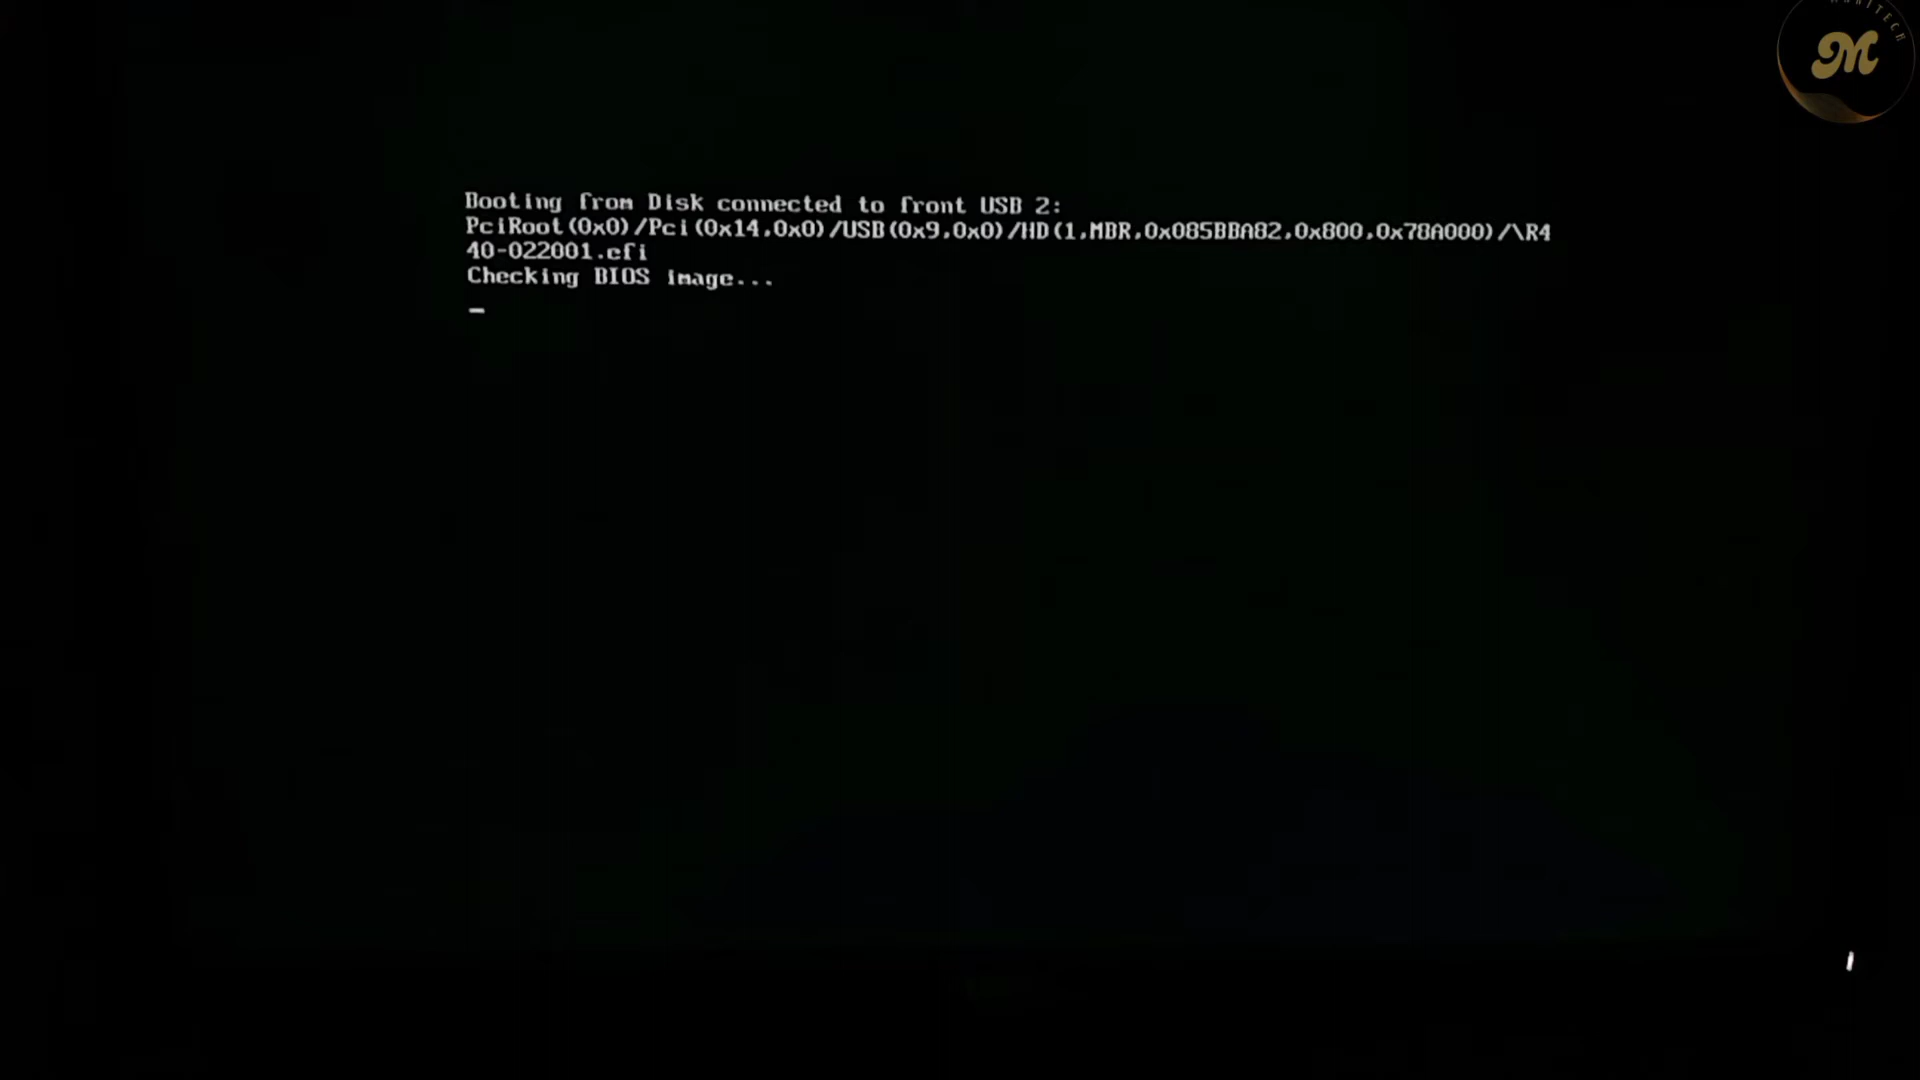 Booting from Disk connected to front USB 2:
PciRoot(0x0)/Pci(0x14,0x0)/USB(0x9,0x0)/HD(1,MBR,0x085BBA82,0x800,0x78A000)/\R4
40-022001.efi
Checking BIOS image...
_
M